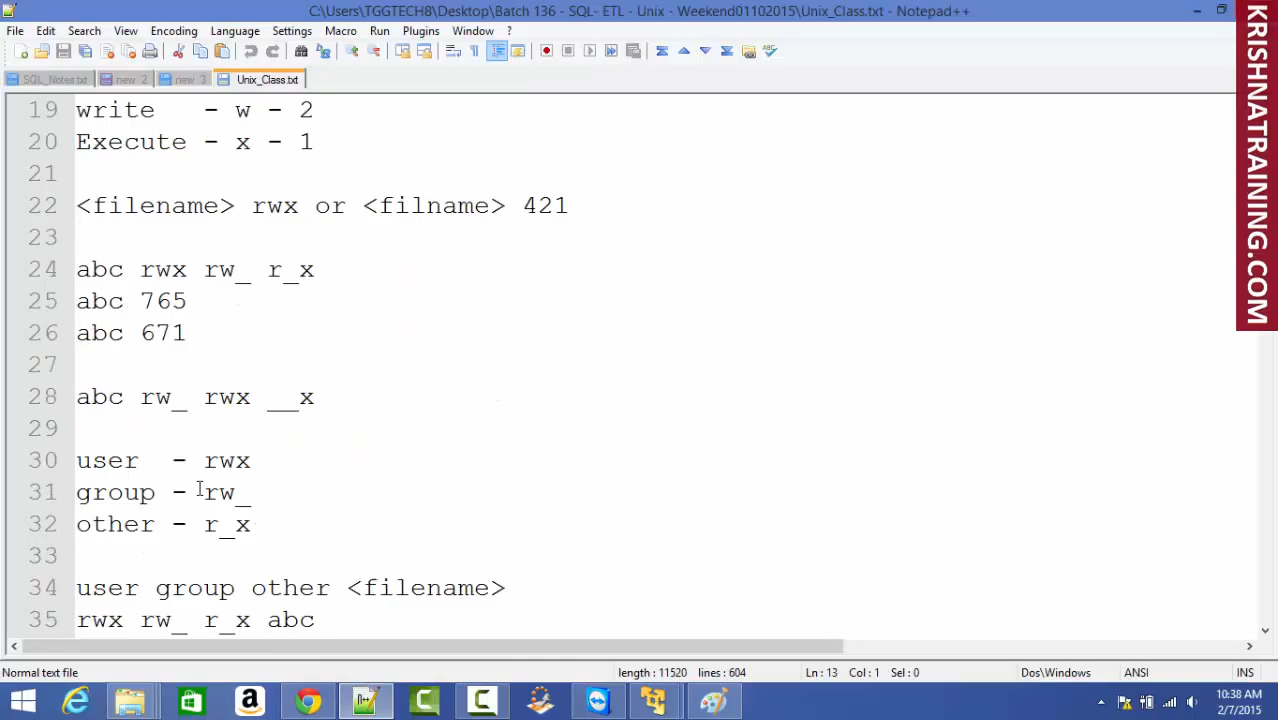 C:\Users\TGGTECH8\Desktop\Batch 136 - SQL- ETL - Unix - Weekend01102015\Unix_Class.txt - Notepad++
File Edit Search View Encoding Language Settings Macro Run Plugins Window ?
SQL_Notes.txt new 2 new 3 Unix_Class.txt
19 write - w - 2
20 Execute - x - 1
21
22 <filename> rwx or <filname> 421
23
24 abc rwx rw_ r_x
25 abc 765
26 abc 671
27
28 abc rw_ rwx __x
29
30 user - rwx
31 group - rw_
32 other - r_x
33
34 user group other <filename>
35 rwx rw_ r_x abc
Normal text file length : 11520 lines : 604 Ln : 13 Col : 1 Sel : 0 Dos\Windows ANSI INS
10:38 AM
2/7/2015
KRISHNATRAINING.COM